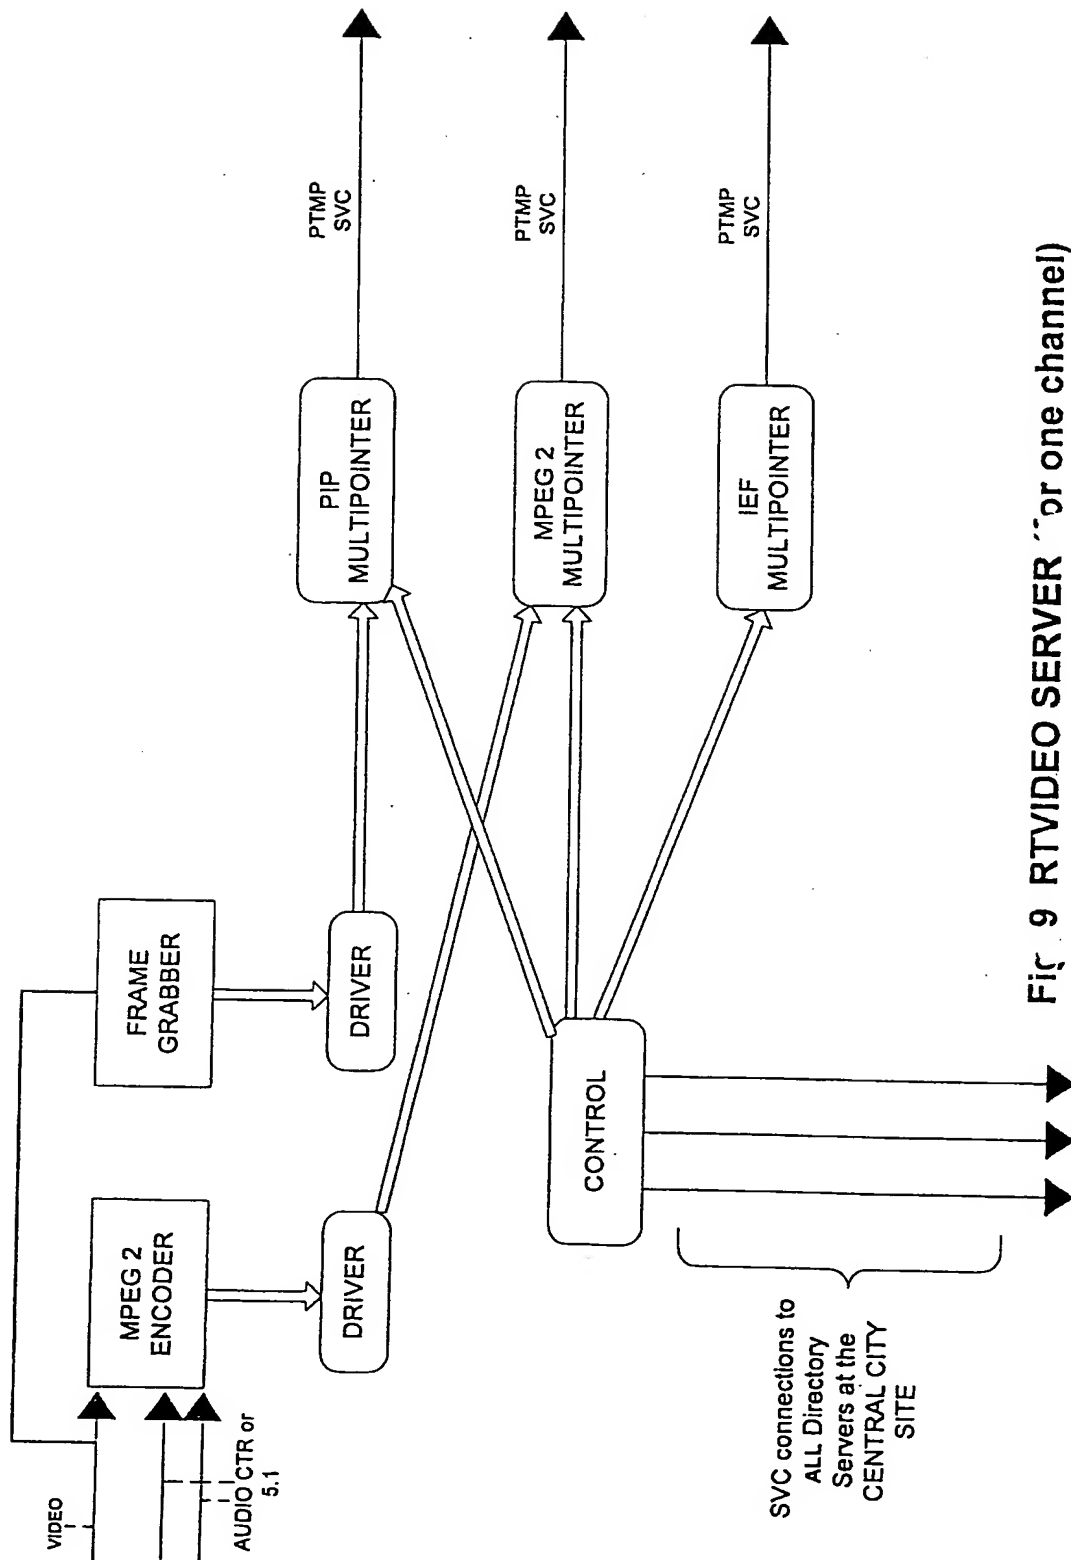 VIDEO
AUDIO CTR or
5.1
MPEG 2
ENCODER
FRAME
GRABBER
DRIVER
DRIVER
PIP
MULTIPOINTER
PTMP
SVC
MPEG 2
MULTIPOINTER
PTMP
SVC
CONTROL
IEF
MULTIPOINTER
PTMP
SVC
SVC connections to
ALL Directory
Servers at the
CENTRAL CITY
SITE
9 RTVIDEO SERVER one channel)